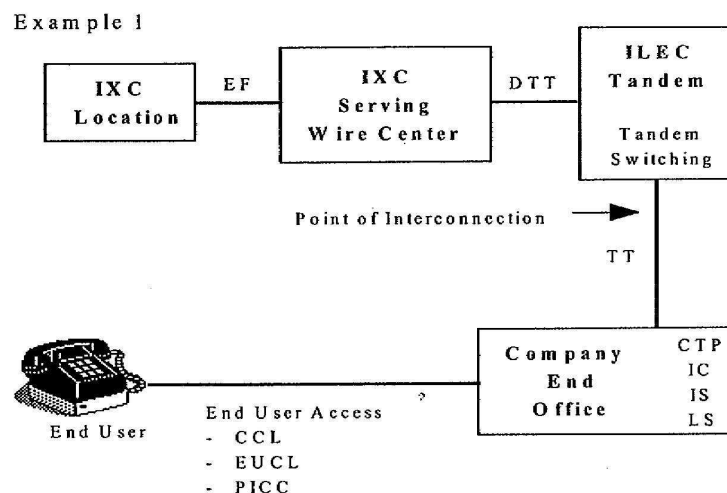 Example 1
IXC
Location
EF
IXC
Serving
Wire Center
DTT
ILEC
Tandem
Tandem
Switching
Point of Interconnection
TT
Company
End
Office
CTP
IC
IS
LS
End User
End User Access
- CCL
- EUCL
- PICC